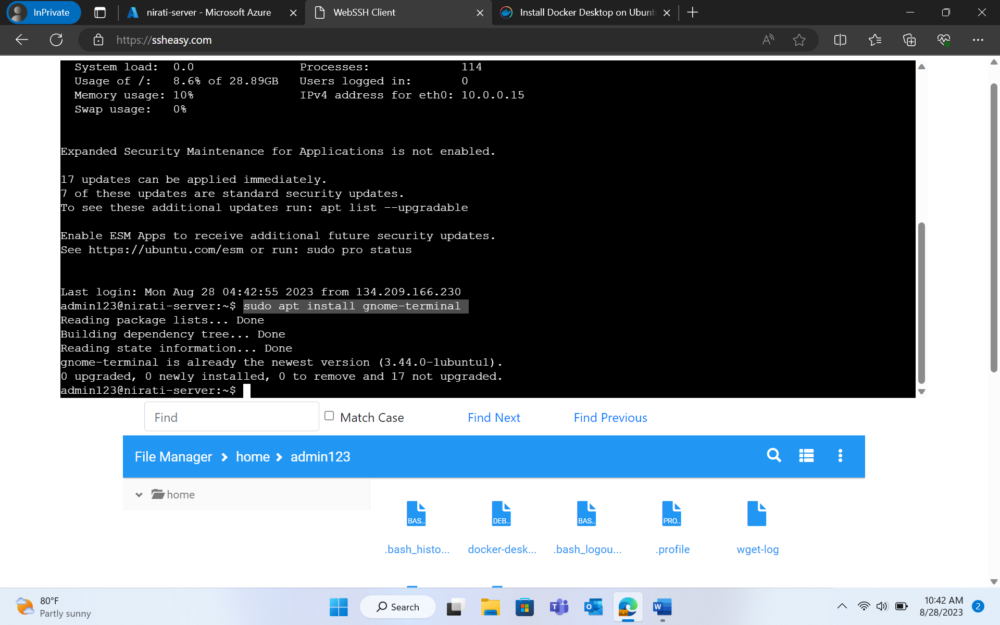 InPrivate
nirati-server - Microsoft Azure
WebSSH Client
Install Docker Desktop on Ubunt
https://ssheasy.com
System load: 0.0 Processes: 114
Usage of /: 8.6% of 28.89GB Users logged in: 0
Memory usage: 10% IPv4 address for eth0: 10.0.0.15
Swap usage: 0%
Expanded Security Maintenance for Applications is not enabled.
17 updates can be applied immediately.
7 of these updates are standard security updates.
To see these additional updates run: apt list --upgradable
Enable ESM Apps to receive additional future security updates.
See https://ubuntu.com/esm or run: sudo pro status
Last login: Mon Aug 28 04:42:55 2023 from 134.209.166.230
admin123@nirati-server:~$ sudo apt install gnome-terminal
Reading package lists... Done
Building dependency tree... Done
Reading state information... Done
gnome-terminal is already the newest version (3.44.0-1ubuntu1).
0 upgraded, 0 newly installed, 0 to remove and 17 not upgraded.
admin123@nirati-server:~$
Find Match Case Find Next Find Previous
File Manager home admin123
home
BAS.. DEB.. BAS.. PRO..
.bash_histo... docker-desk... .bash_logou... .profile wget-log
80°F
Partly sunny
Search
10:42 AM
8/28/2023
2